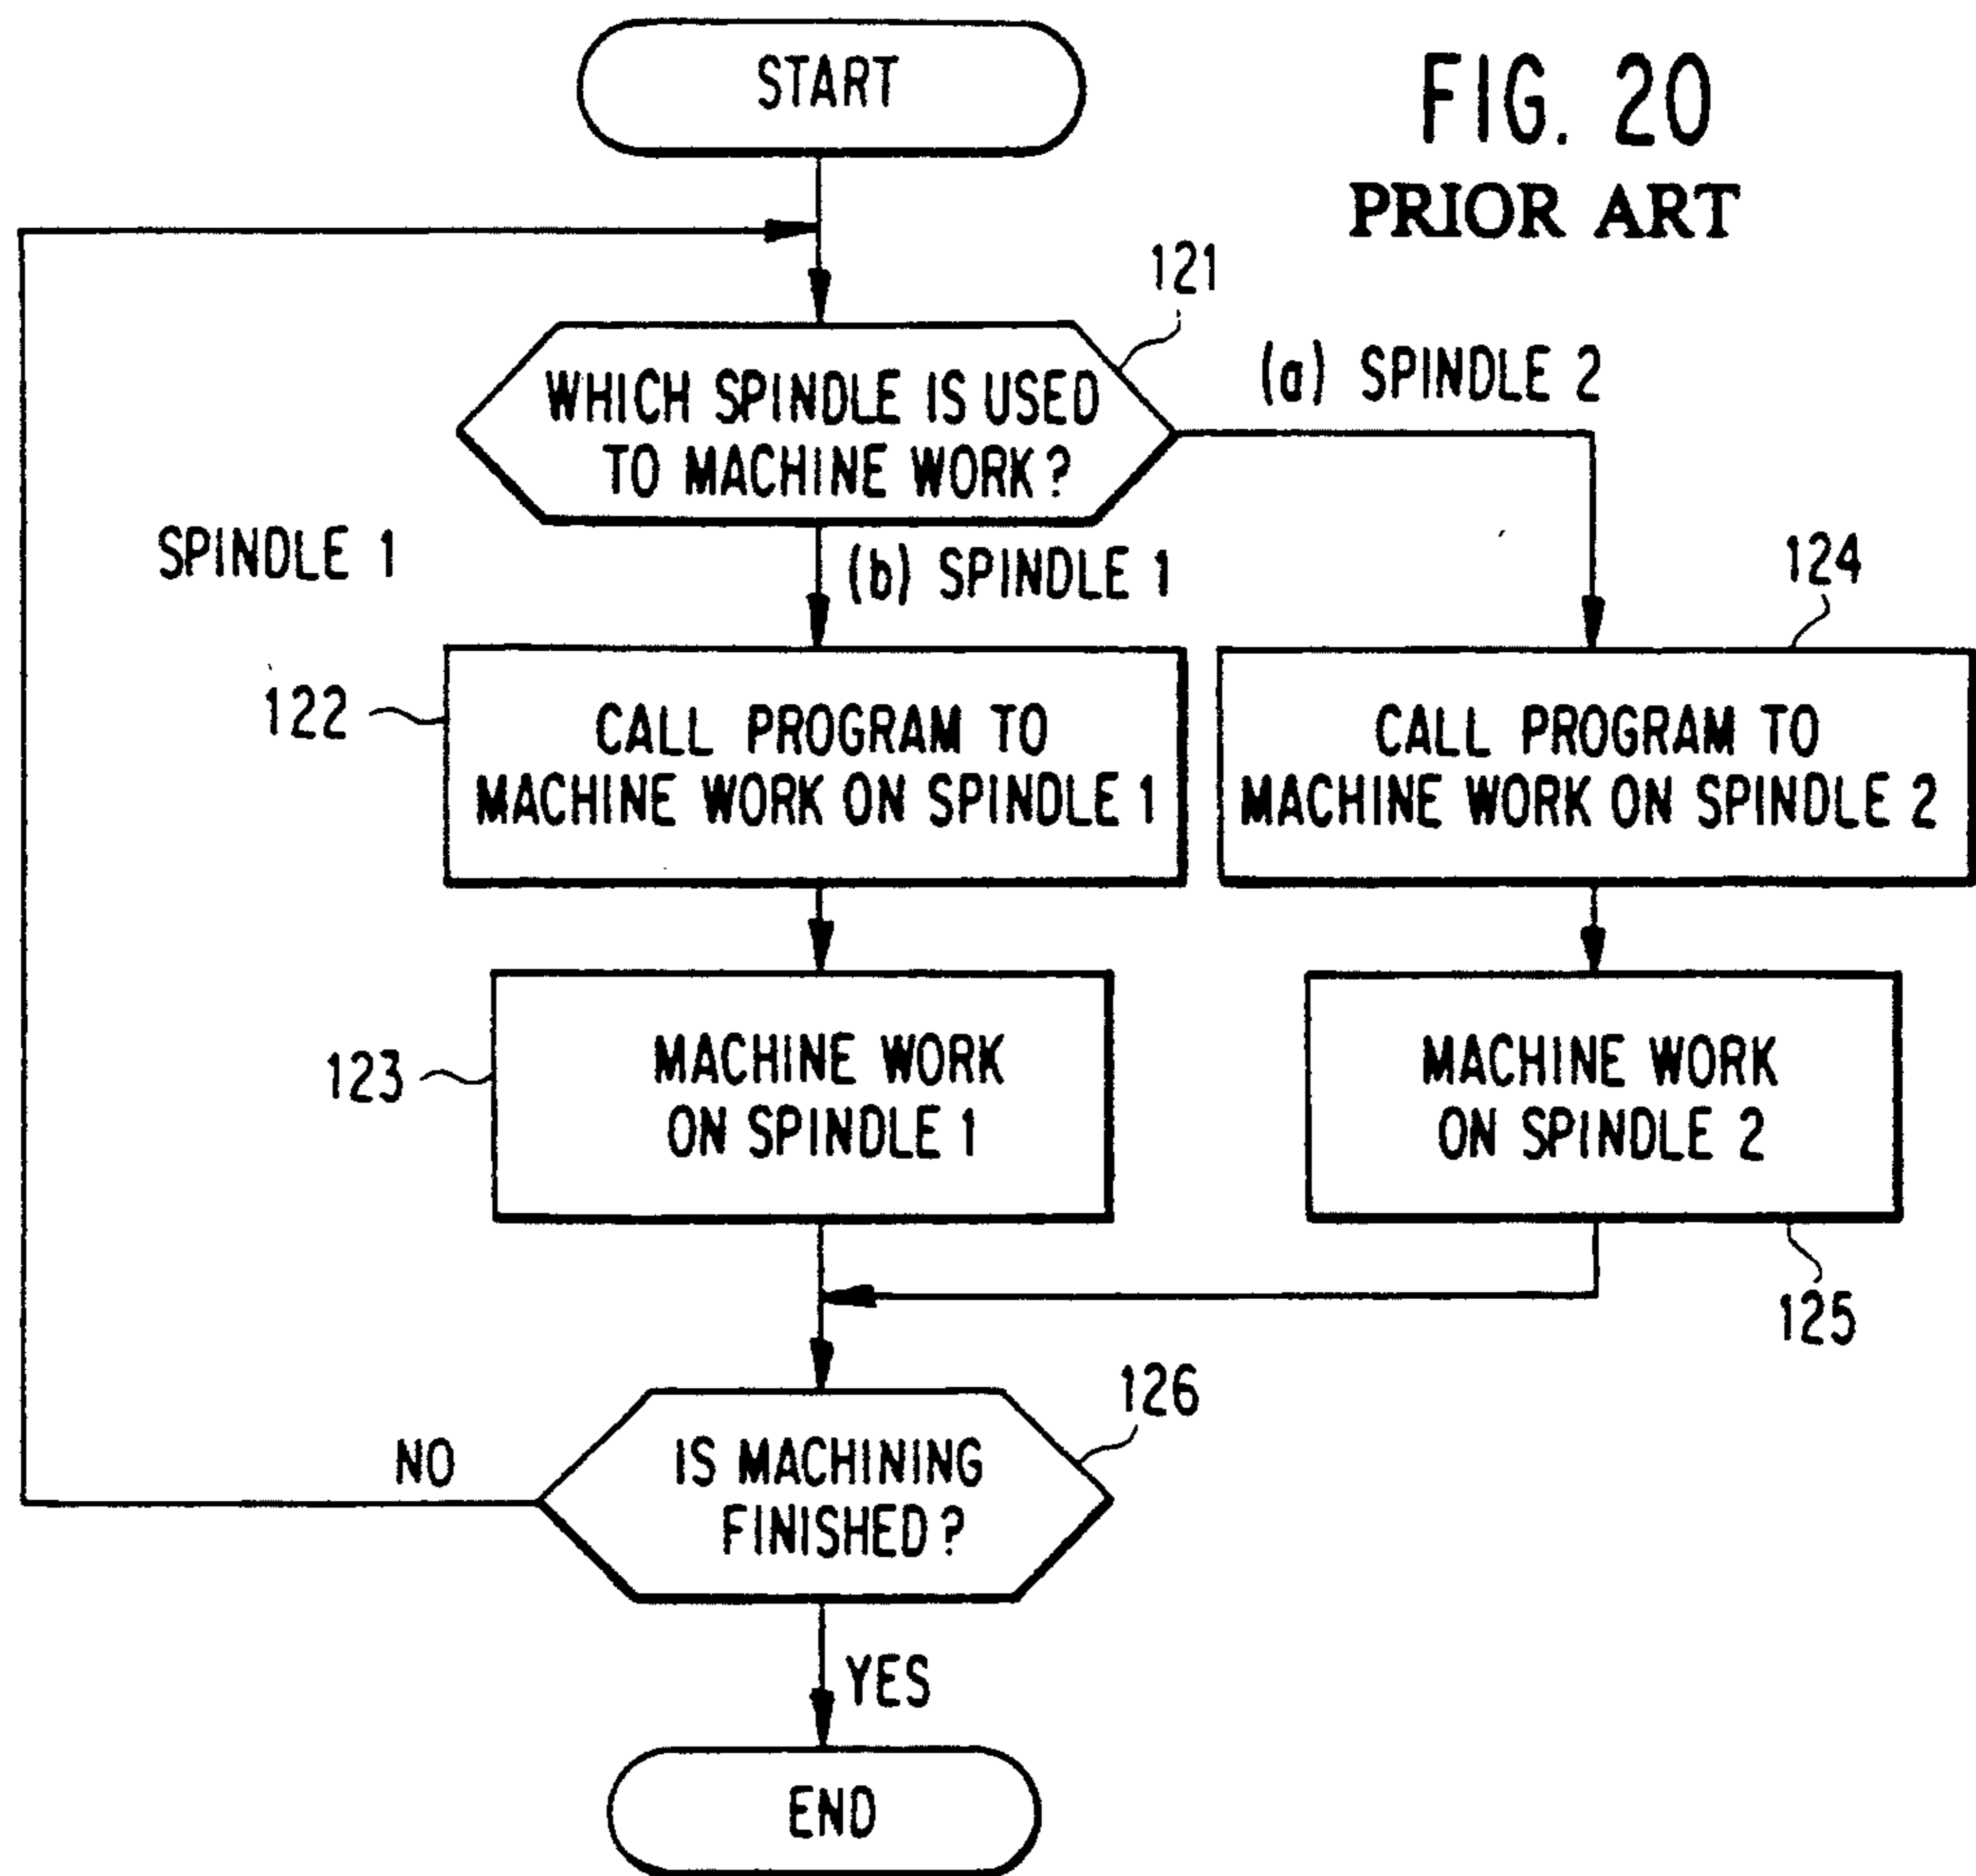 START
FIG. 20
PRIOR ART
121
WHICH SPINDLE IS USED
TO MACHINE WORK?
(a) SPINDLE 2
SPINDLE 1
(b) SPINDLE 1
124
122
CALL PROGRAM TO
MACHINE WORK ON SPINDLE 1
CALL PROGRAM TO
MACHINE WORK ON SPINDLE 2
123
MACHINE WORK
ON SPINDLE 1
MACHINE WORK
ON SPINDLE 2
125
126
NO
IS MACHINING
FINISHED?
YES
END